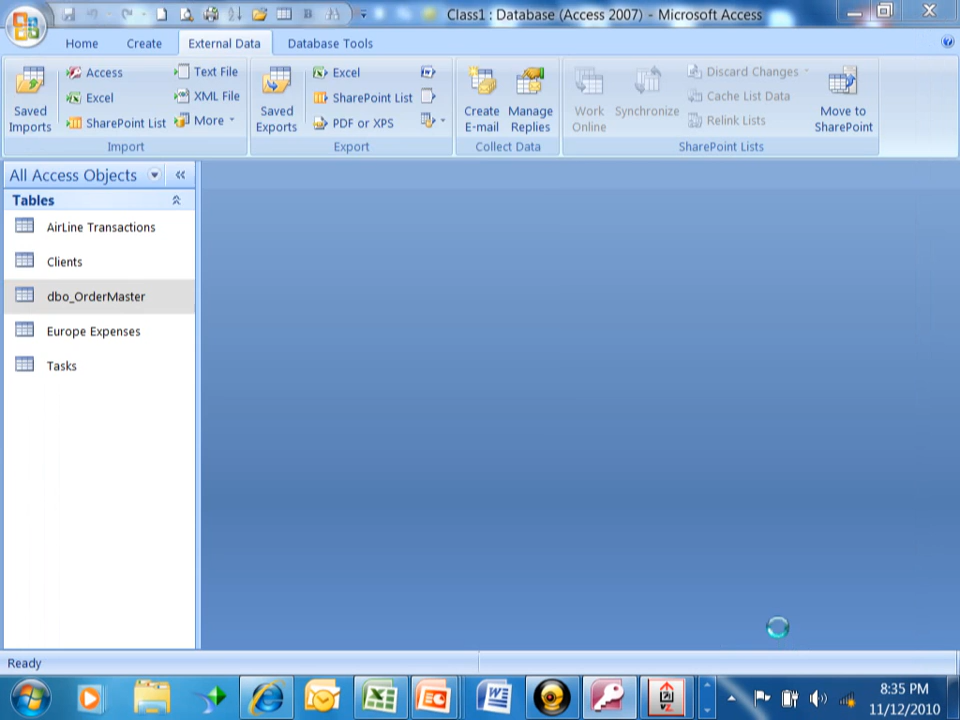 Class1 : Database (Access 2007) - Microsoft Access
Home Create External Data Database Tools
Saved Imports
Access
Excel
SharePoint List
Text File
XML File
More
Import
Saved Exports
Excel
SharePoint List
PDF or XPS
Export
Create E-mail
Manage Replies
Collect Data
Work Online
Synchronize
Discard Changes
Cache List Data
Relink Lists
Move to SharePoint
SharePoint Lists
All Access Objects
Tables
AirLine Transactions
Clients
dbo_OrderMaster
Europe Expenses
Tasks
Ready
8:35 PM
11/12/2010